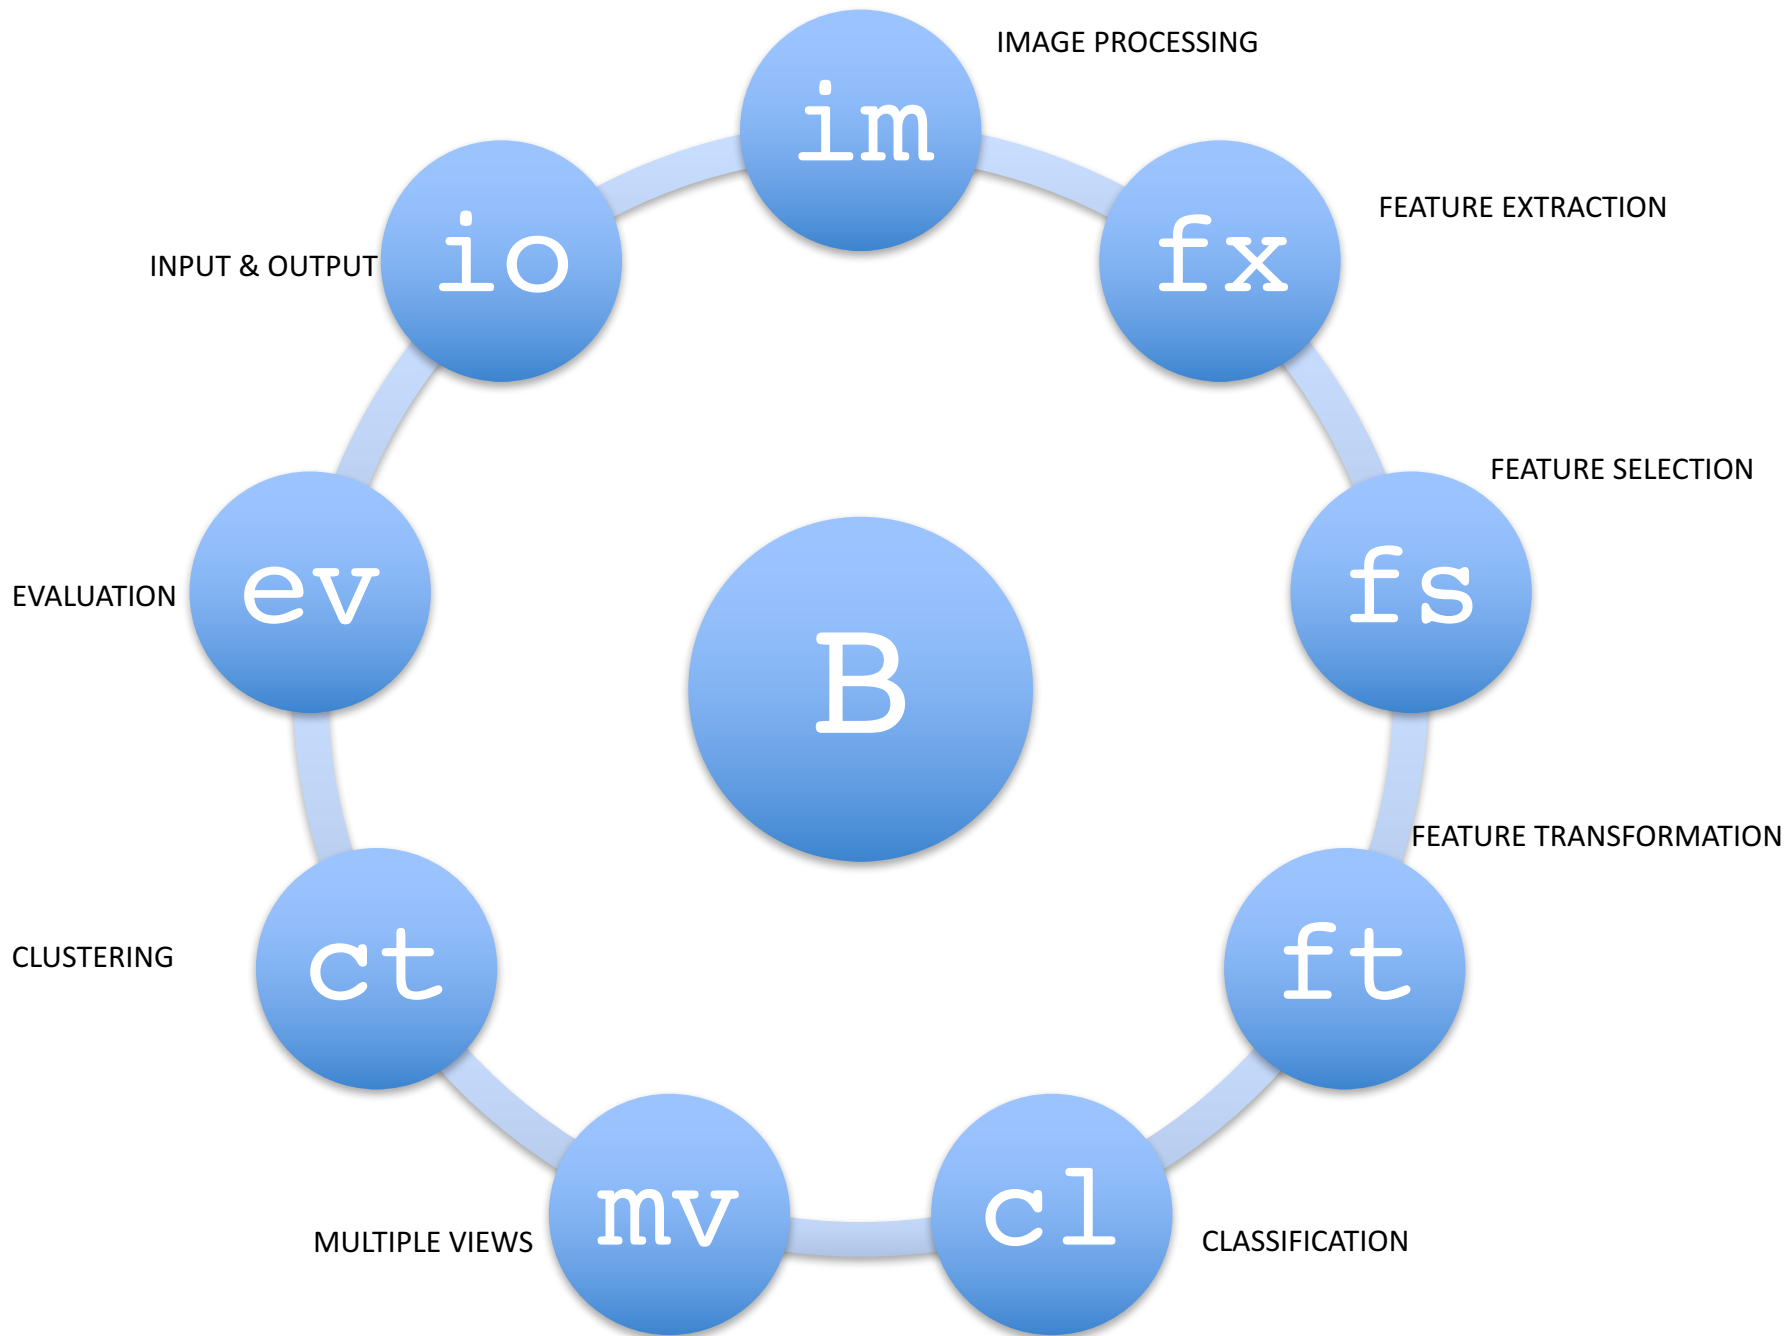 IMAGE PROCESSING
im
FEATURE EXTRACTION
fx
INPUT & OUTPUT
io
FEATURE SELECTION
fs
EVALUATION
ev
B
FEATURE TRANSFORMATION
ft
CLUSTERING
ct
MULTIPLE VIEWS
mv
cl
CLASSIFICATION